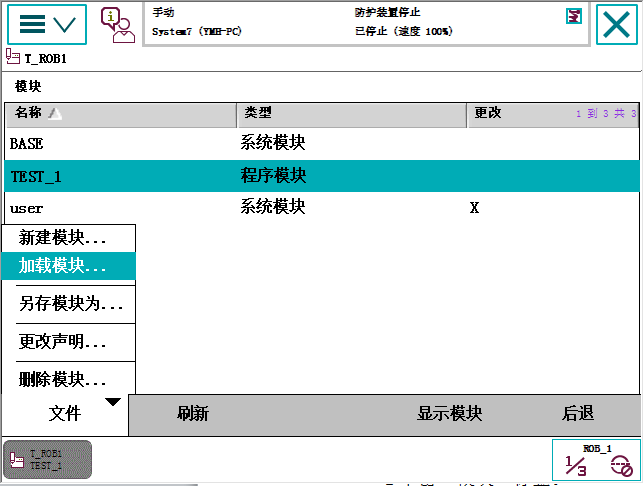 手动
防护装置停止
System7 (YMH-PC)
已停止 (速度 100%)
T_ROB1
模块
名称 类型 更改 1 到 3 共 3
BASE 系统模块
TEST_1 程序模块
user 系统模块 X
新建模块...
加载模块...
另存模块为...
更改声明...
删除模块...
文件 刷新 显示模块 后退
T_ROB1
TEST_1
ROB_1
1/3